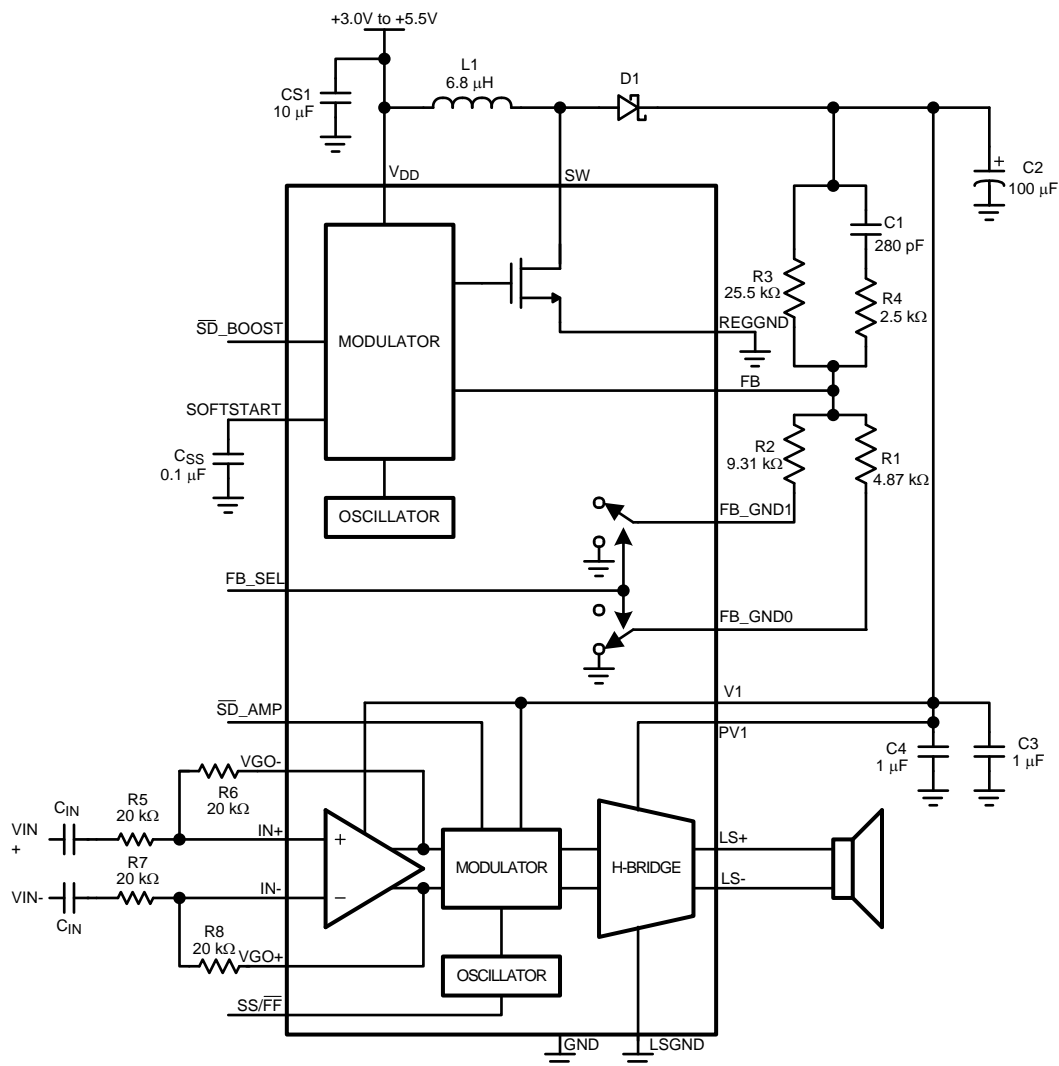 +3.0V to +5.5V
L1
6.8 μH
D1
CS1
10 μF
VDD
SW
C2
100 μF
+
C1
280 pF
R3
25.5 kΩ
R4
2.5 kΩ
S̅D̅_BOOST
MODULATOR
REGGND
FB
SOFTSTART
CSS
0.1 μF
R2
9.31 kΩ
R1
4.87 kΩ
OSCILLATOR
FB_GND1
FB_SEL
FB_GND0
S̅D̅_AMP
V1
PV1
C4
1 μF
C3
1 μF
VGO-
R6
20 kΩ
CIN
R5
20 kΩ
VIN
+
IN+
+
R7
20 kΩ
MODULATOR
H-BRIDGE
LS+
LS-
VIN-
IN-
−
CIN
R8
20 kΩ
VGO+
OSCILLATOR
SS/F̅F̅
GND
LSGND